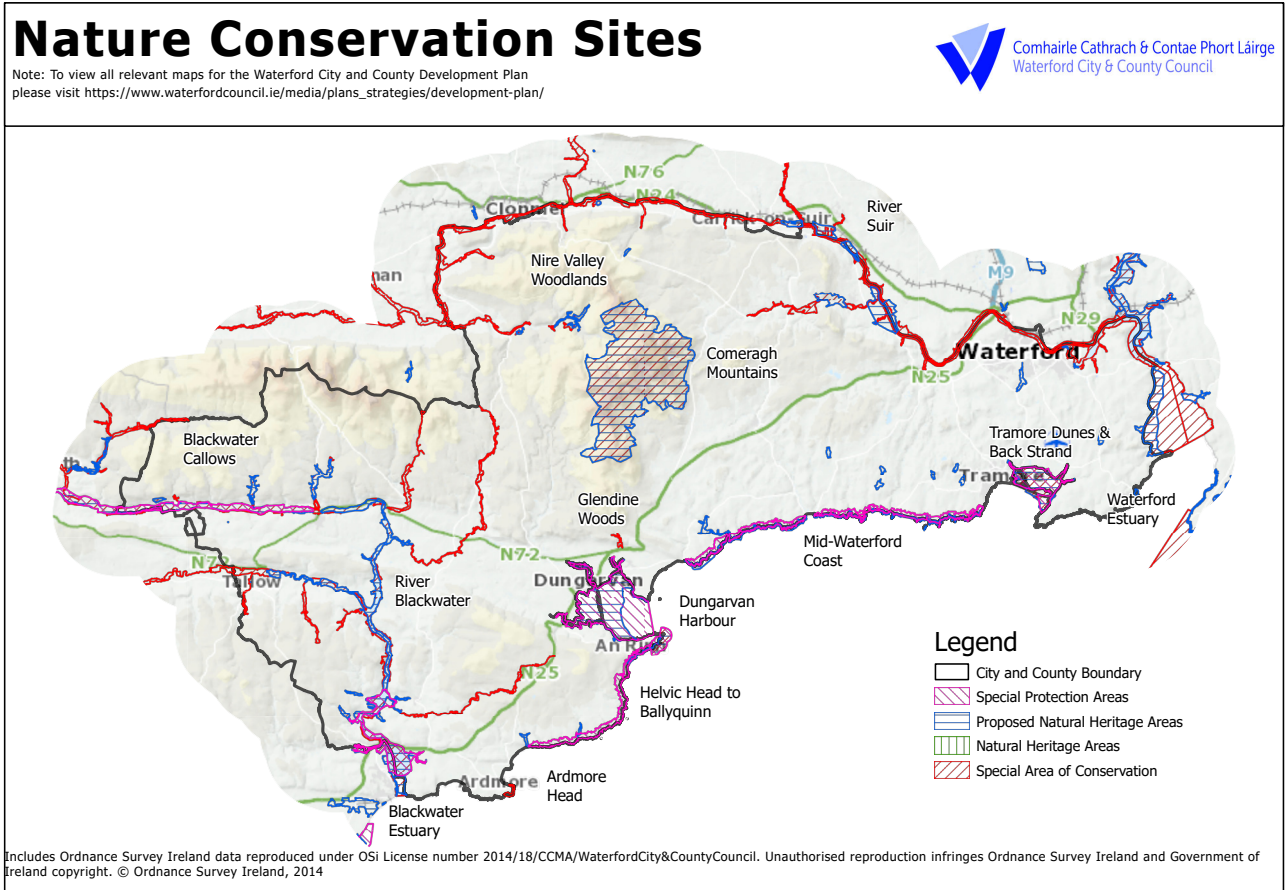 Nature Conservation Sites
Note: To view all relevant maps for the Waterford City and County Development Plan
please visit https://www.waterfordcouncil.ie/media/plans_strategies/development-plan/
Comhairle Cathrach & Contae Phort Láirge
Waterford City & County Council
N76
N24
Clonmel
Carrick-on-Suir
River
Suir
Nire Valley
Woodlands
M9
N29
Comeragh
Mountains
Waterford
N25
Blackwater
Callows
Tramore Dunes &
Back Strand
Tramore
Glendine
Woods
Waterford
Estuary
Mid-Waterford
Coast
N72
N72
Tallow
River
Blackwater
Dungarvan
Dungarvan
Harbour
An Rinn
N25
Helvic Head to
Ballyquinn
Ardmore
Ardmore
Head
Blackwater
Estuary
Legend
City and County Boundary
Special Protection Areas
Proposed Natural Heritage Areas
Natural Heritage Areas
Special Area of Conservation
Includes Ordnance Survey Ireland data reproduced under OSi License number 2014/18/CCMA/WaterfordCity&CountyCouncil. Unauthorised reproduction infringes Ordnance Survey Ireland and Government of
Ireland copyright. © Ordnance Survey Ireland, 2014